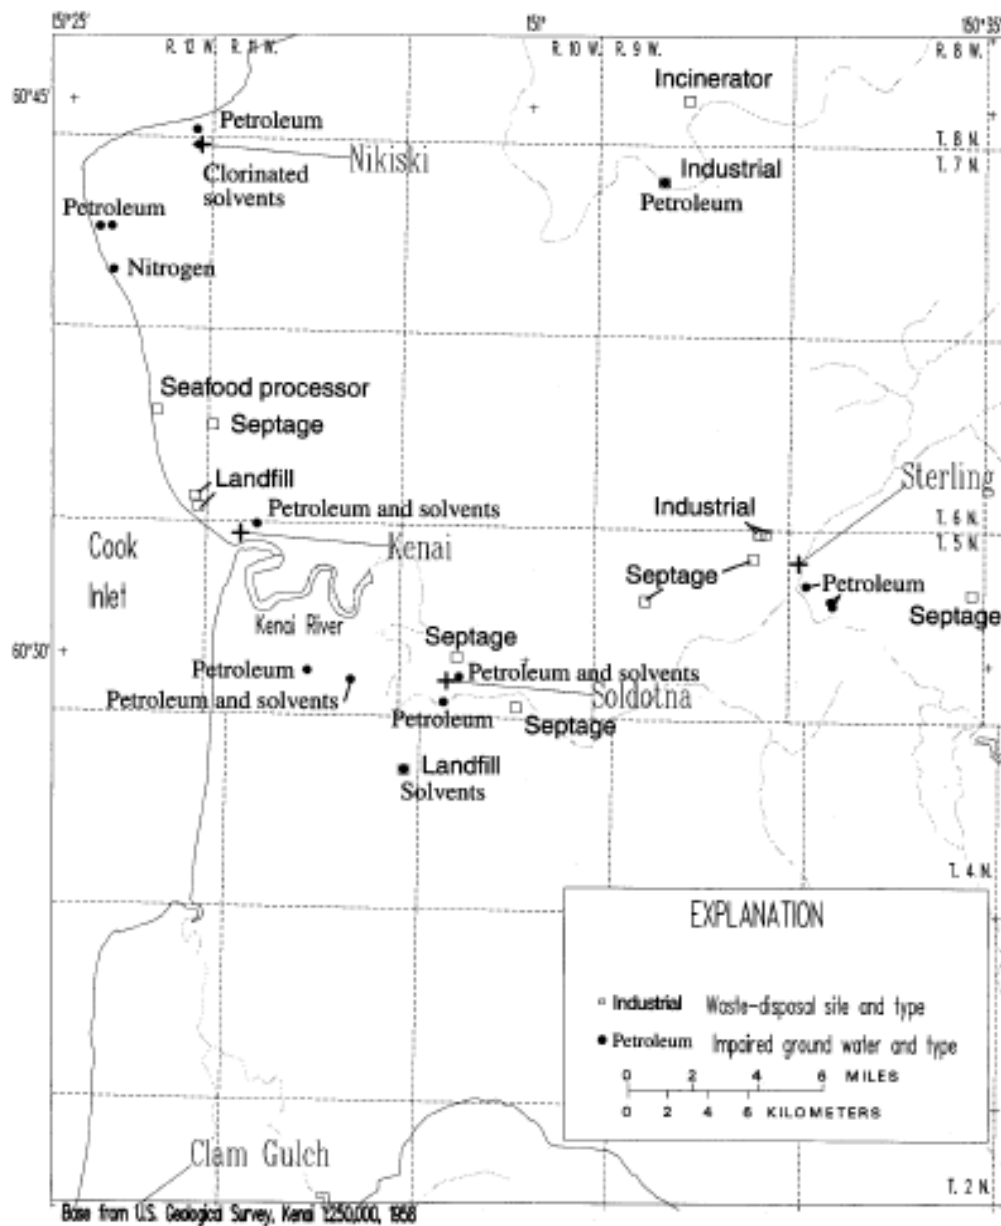 151°25'
151°
150°35'
R. 12 W. R. 11 W.
R. 10 W. R. 9 W.
R. 8 W.
60°45'
Incinerator
Petroleum
T. 8 N.
T. 7 N.
Nikiski
Clorinated
solvents
Industrial
Petroleum
Petroleum
Nitrogen
Seafood processor
Septage
Sterling
Landfill
Industrial
Petroleum and solvents
T. 6 N.
T. 5 N.
Cook
Inlet
Kenai
Septage
Petroleum
Septage
Kenai River
60°30'
Septage
Petroleum
Petroleum and solvents
Petroleum and solvents
Soldotna
Petroleum
Septage
Landfill
Solvents
T. 4 N.
EXPLANATION
Industrial Waste-disposal site and type
Petroleum Impaired ground water and type
0 2 4 6 MILES
0 2 4 6 KILOMETERS
Clam Gulch
T. 2 N.
Base from U.S. Geological Survey, Kenai 1:250,000, 1958